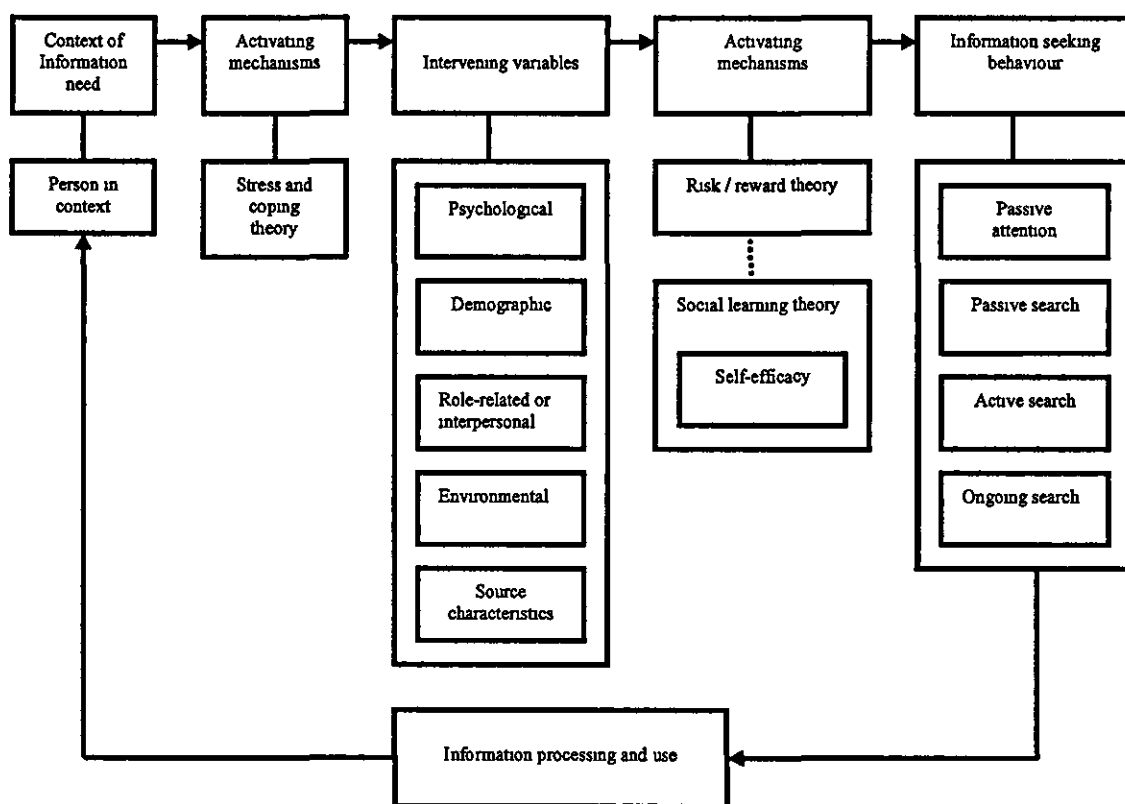 Context of
Information
need
Activating
mechanisms
Intervening variables
Activating
mechanisms
Information seeking
behaviour
Person in
context
Stress and
coping
theory
Psychological
Demographic
Role-related or
interpersonal
Environmental
Source
characteristics
Risk / reward theory
Social learning theory
Self-efficacy
Passive
attention
Passive search
Active search
Ongoing search
Information processing and use